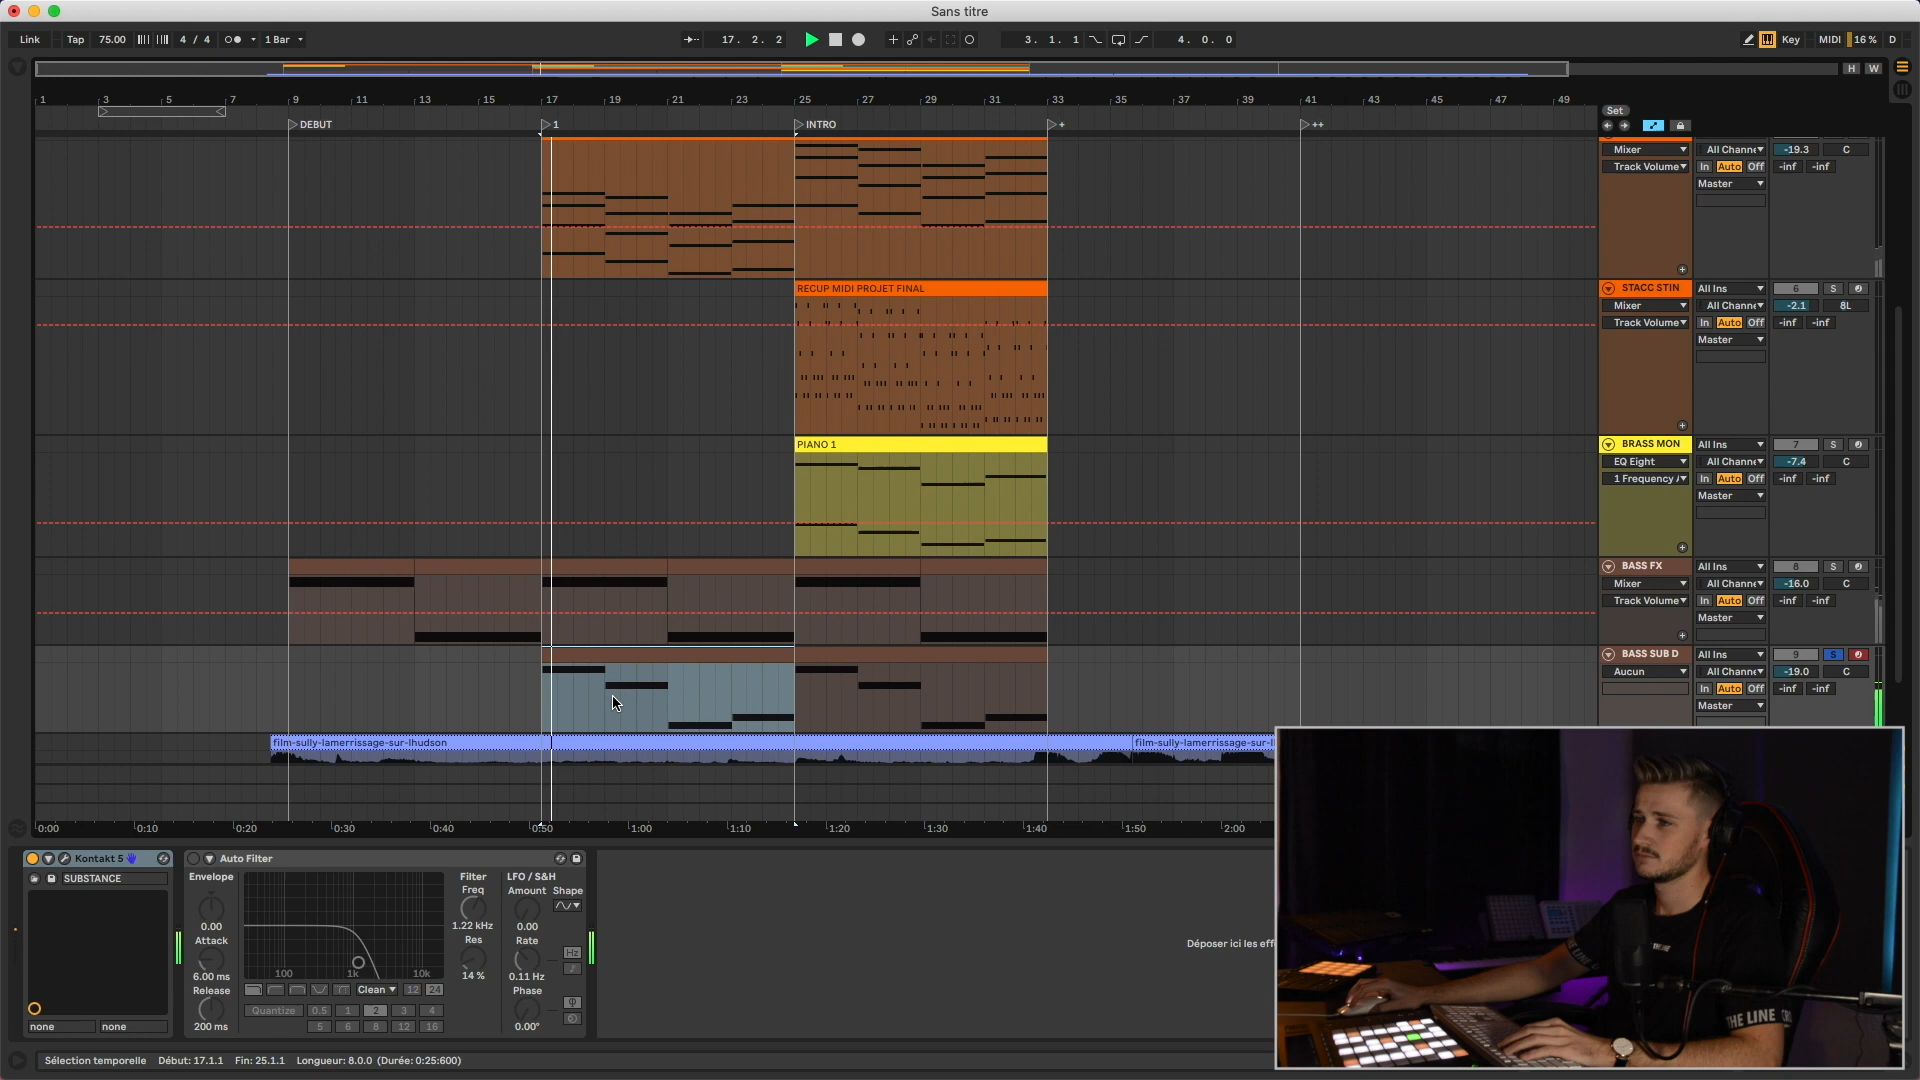 Sans titre
Link Tap 75.00 4 / 4 1 Bar 17. 2. 2 3. 1. 1 4. 0. 0 Key MIDI 16 % D
H W
1 3 5 7 9 11 13 15 17 19 21 23 25 27 29 31 33 35 37 39 41 43 45 47 49
Set
DEBUT 1 INTRO + ++
Mixer All Channe -19.3 C
Track Volume In Auto Off -inf -inf
Master
RECUP MIDI PROJET FINAL STACC STIN All Ins 6 S
Mixer All Channe -2.1 8L
Track Volume In Auto Off -inf -inf
Master
PIANO 1 BRASS MON All Ins 7 S
EQ Eight All Channe -7.4 C
1 Frequency In Auto Off -inf -inf
Master
BASS FX All Ins 8 S
Mixer All Channe -16.0 C
Track Volume In Auto Off -inf -inf
Master
BASS SUB D All Ins 9 S
Aucun All Channe -19.0 C
In Auto Off -inf -inf
Master
film-sully-lamerrissage-sur-lhudson film-sully-lamerrissage-sur-l
0:00 0:10 0:20 0:30 0:40 0:50 1:00 1:10 1:20 1:30 1:40 1:50 2:00
Kontakt 5 Auto Filter
SUBSTANCE Envelope Filter LFO / S&H
Freq Amount Shape
0.00 1.22 kHz 0.00
Attack Res Rate
Hz
6.00 ms 100 1k 10k 14 % 0.11 Hz
Release Clean 12 24 Phase
Quantize 0.5 1 2 3 4
none none 200 ms 5 6 8 12 16 0.00°
Déposer ici les eff
THE LINE
Sélection temporelle Début: 17.1.1 Fin: 25.1.1 Longueur: 8.0.0 (Durée: 0:25:600)